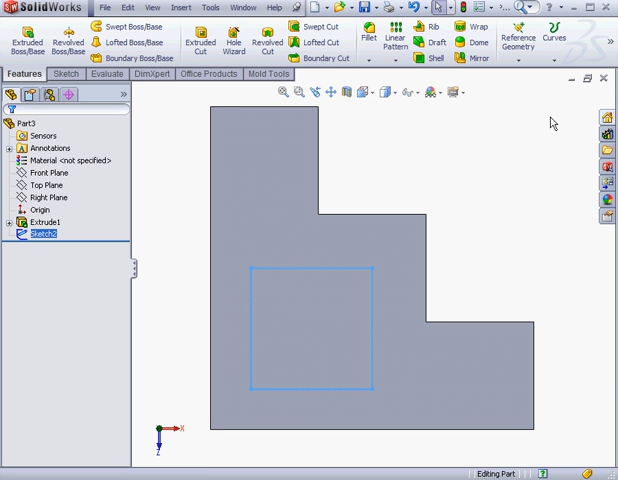 SolidWorks File Edit View Insert Tools Help
Extruded Boss/Base Revolved Boss/Base Swept Boss/Base Lofted Boss/Base Boundary Boss/Base Extruded Cut Hole Wizard Revolved Cut Swept Cut Lofted Cut Boundary Cut Fillet Linear Pattern Rib Draft Shell Wrap Dome Mirror Reference Geometry Curves
Features Sketch Evaluate DimXpert Office Products Mold Tools
Part3
Sensors
Annotations
Material <not specified>
Front Plane
Top Plane
Right Plane
Origin
Extrude1
Sketch2
X
Z
Editing Part